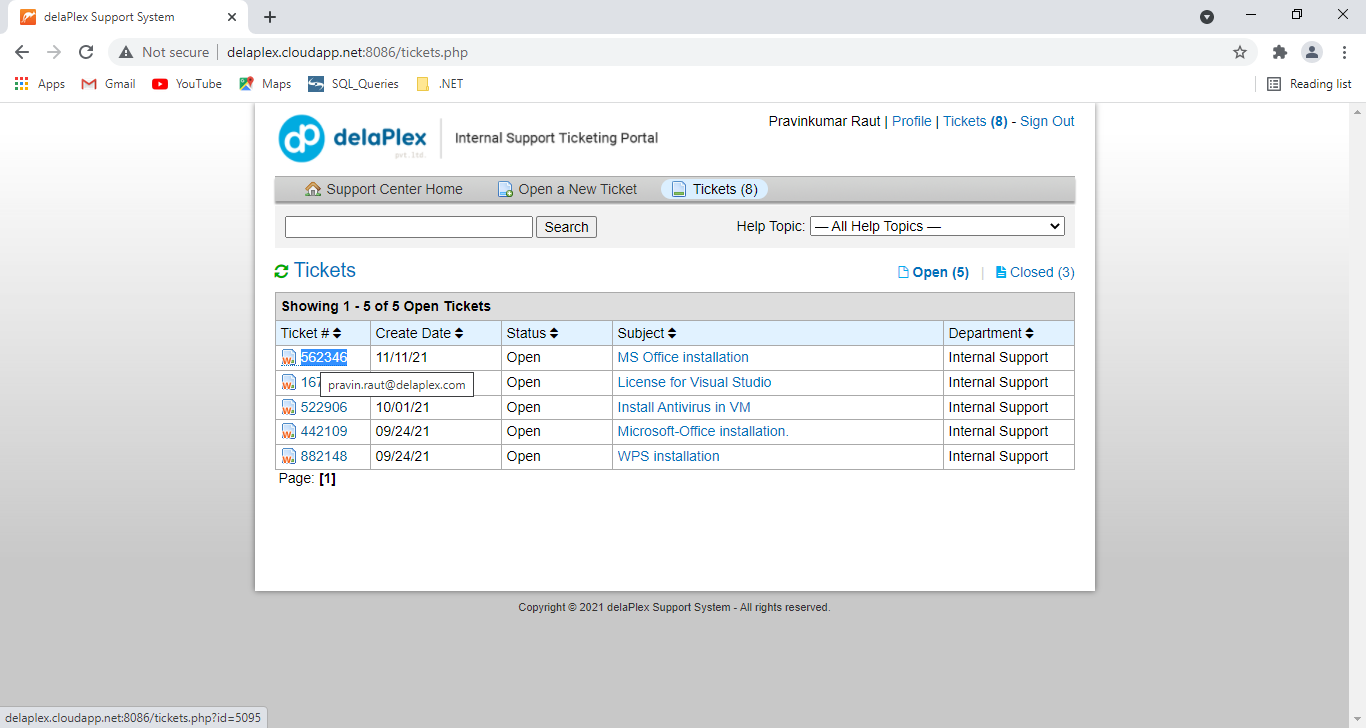 delaPlex Support System
Not secure delaplex.cloudapp.net:8086/tickets.php
Apps Gmail YouTube Maps SQL_Queries .NET Reading list
dp delaPlex pvt.ltd. Internal Support Ticketing Portal
Pravinkumar Raut | Profile | Tickets (8) - Sign Out
Support Center Home Open a New Ticket Tickets (8)
Search Help Topic: — All Help Topics —
Tickets Open (5) | Closed (3)
Showing 1 - 5 of 5 Open Tickets
Ticket # Create Date Status Subject Department
562346 11/11/21 Open MS Office installation Internal Support
167 Open License for Visual Studio Internal Support
pravin.raut@delaplex.com
522906 10/01/21 Open Install Antivirus in VM Internal Support
442109 09/24/21 Open Microsoft-Office installation. Internal Support
882148 09/24/21 Open WPS installation Internal Support
Page: [1]
Copyright © 2021 delaPlex Support System - All rights reserved.
delaplex.cloudapp.net:8086/tickets.php?id=5095